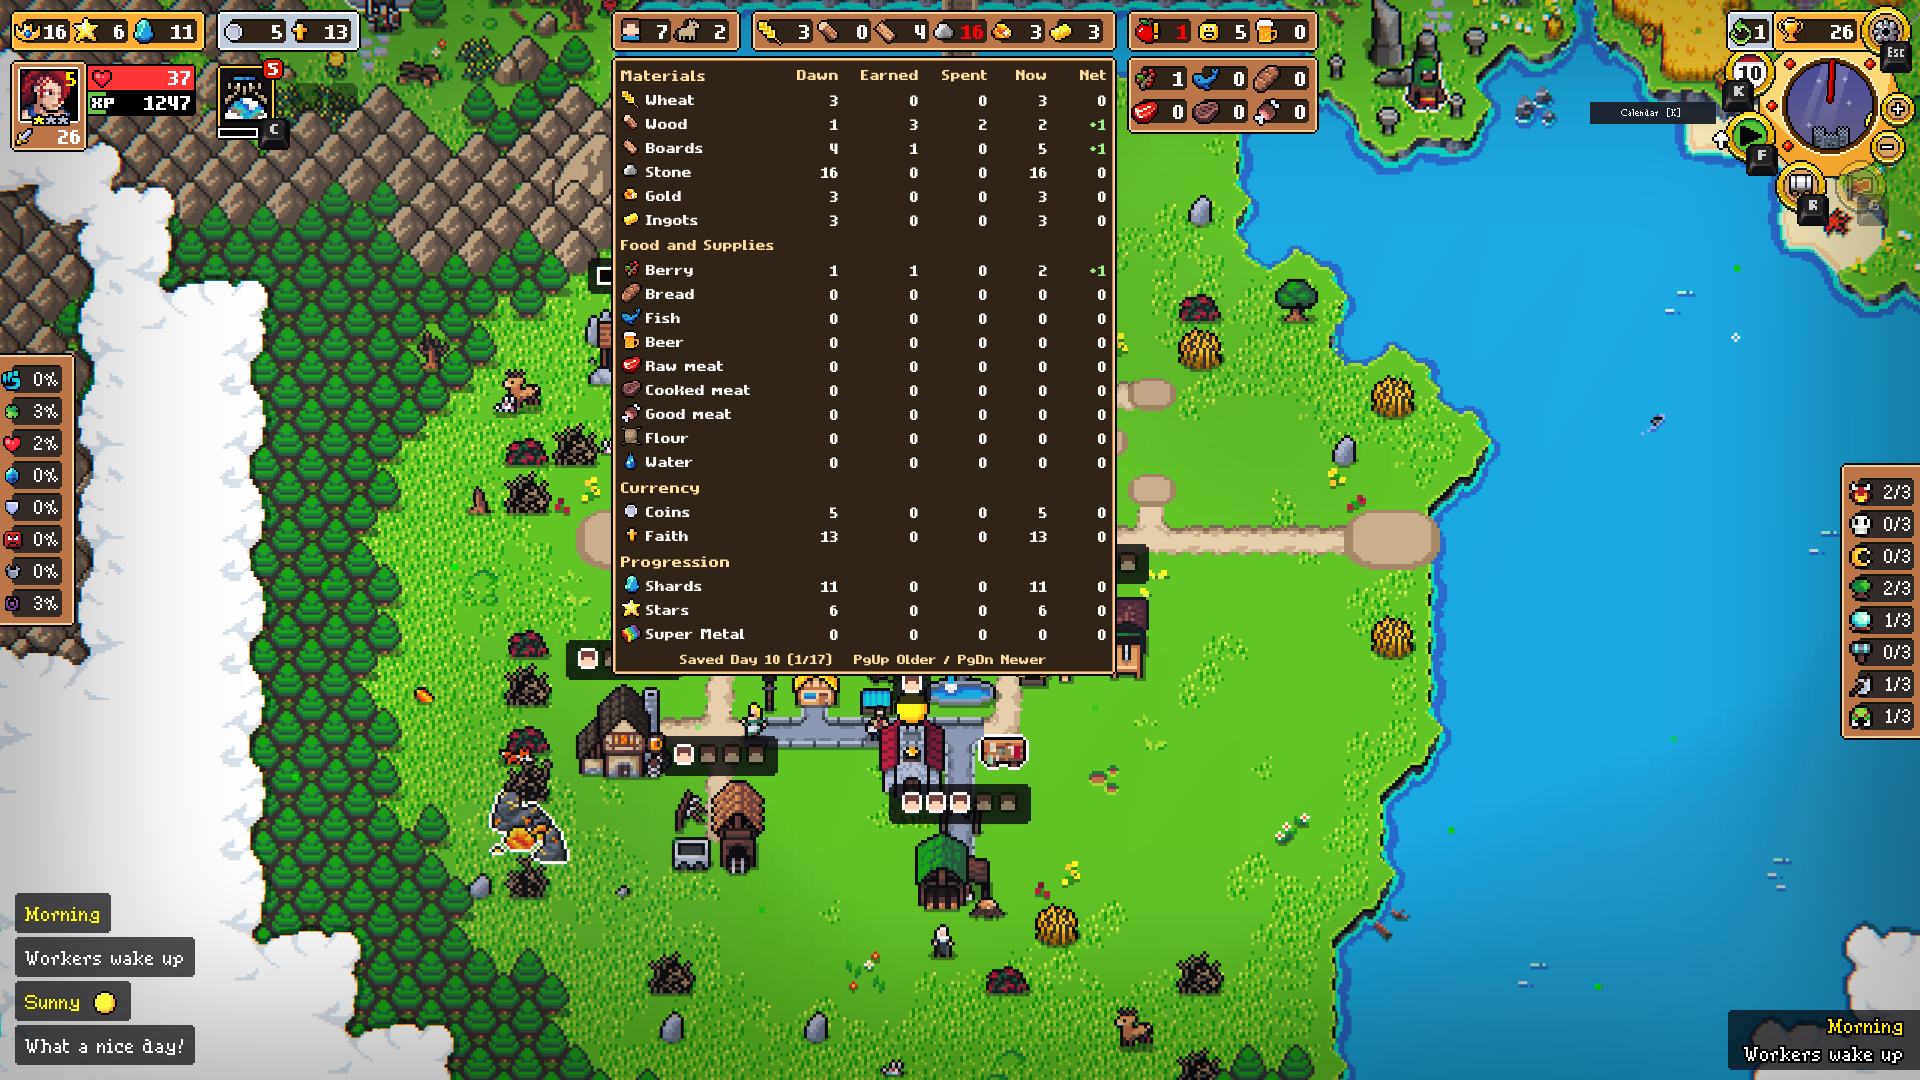 16 6 11
5 13
7 2
3 0 4 16 3 3
1 5 0
1 26
Esc
5
37
XP 1247
26
5
C
1 0 0
0 0 0
10
K
Calendar [K]
F
R
Materials Dawn Earned Spent Now Net
Wheat 3 0 0 3 0
Wood 1 3 2 2 +1
Boards 4 1 0 5 +1
Stone 16 0 0 16 0
Gold 3 0 0 3 0
Ingots 3 0 0 3 0
Food and Supplies
Berry 1 1 0 2 +1
Bread 0 0 0 0 0
Fish 0 0 0 0 0
Beer 0 0 0 0 0
Raw meat 0 0 0 0 0
Cooked meat 0 0 0 0 0
Good meat 0 0 0 0 0
Flour 0 0 0 0 0
Water 0 0 0 0 0
Currency
Coins 5 0 0 5 0
Faith 13 0 0 13 0
Progression
Shards 11 0 0 11 0
Stars 6 0 0 6 0
Super Metal 0 0 0 0 0
Saved Day 10 (1/17) PgUp Older / PgDn Newer
0%
3%
2%
0%
0%
0%
0%
3%
2/3
0/3
0/3
2/3
1/3
0/3
1/3
1/3
Morning
Workers wake up
Sunny
What a nice day!
Morning
Workers wake up